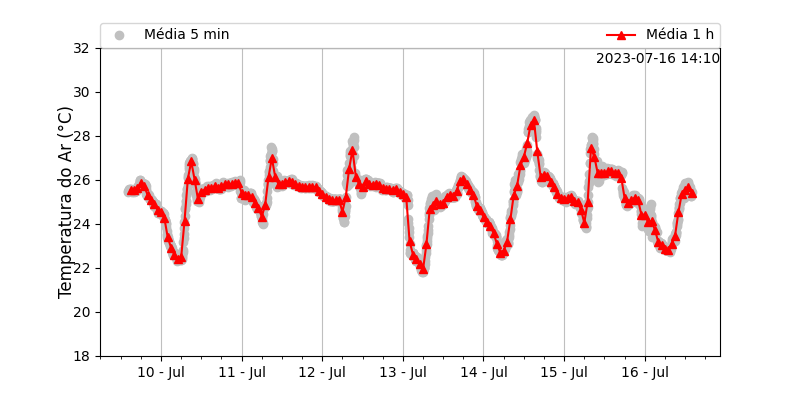 Média 5 min
Média 1 h
2023-07-16 14:10
Temperatura do Ar (°C)
32
30
28
26
24
22
20
18
10 - Jul
11 - Jul
12 - Jul
13 - Jul
14 - Jul
15 - Jul
16 - Jul